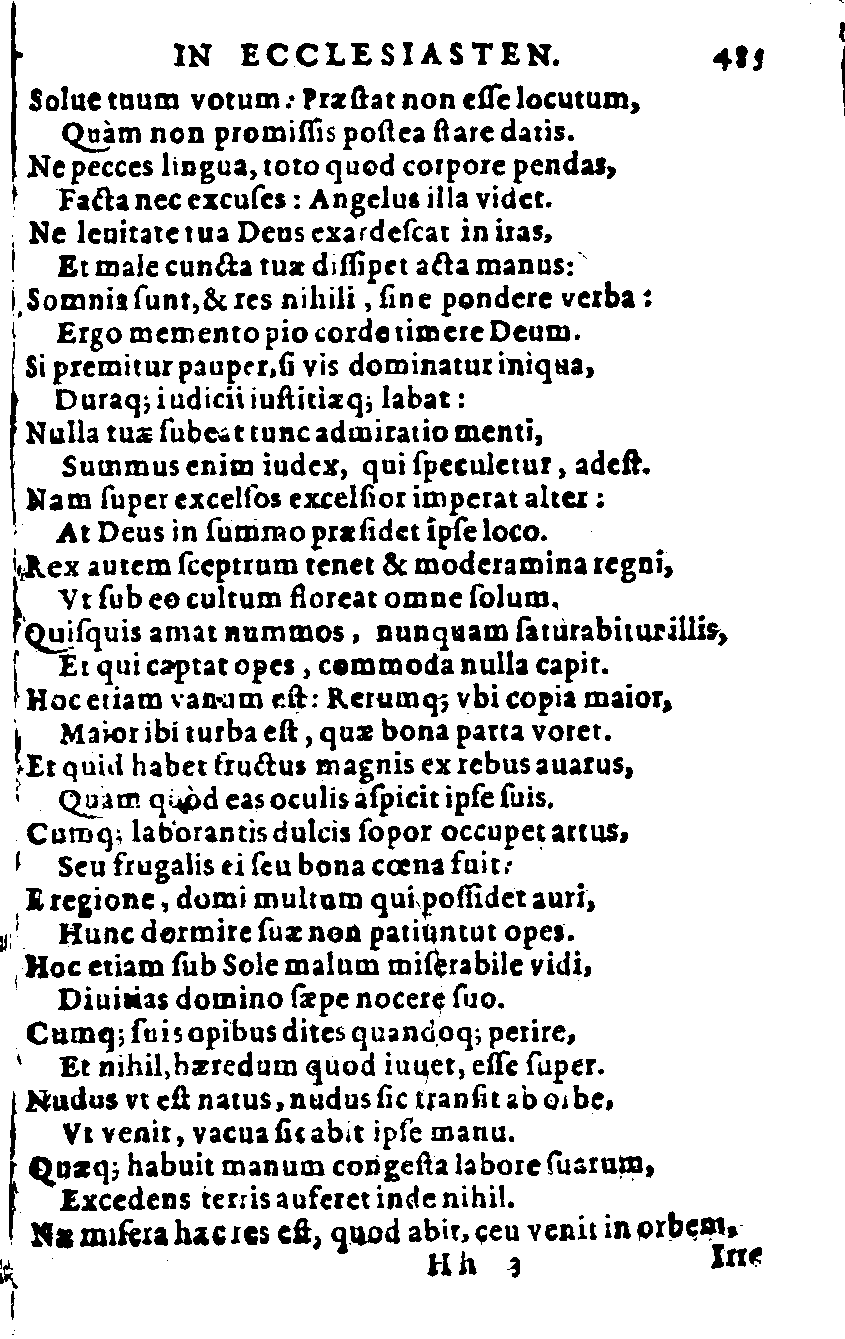 IN ECCLESIASTEN. 485
Solue tuum votum: Præſtat non eſſe locutum,
Quàm non promiſſis poſtea ſtare datis.
Ne pecces lingua, toto quod corpore pendas,
Facta nec excuſes: Angelus illa videt.
Ne leuitate tua Deus exardeſcat in iras,
Et male cuncta tuæ diſſipet acta manus:
Somnia ſunt, & res nihili, ſine pondere verba:
Ergo memento pio corde timere Deum.
Si premitur pauper, ſi vis dominatur iniqua,
Duraq; iudicii iuſtitiæq; labat:
Nulla tuæ ſubeat tunc admiratio menti,
Summus enim iudex, qui ſpeculetur, adeſt.
Nam ſuper excelſos excelſior imperat alter:
At Deus in ſummo præſidet ipſe loco.
Rex autem ſceptrum tenet & moderamina regni,
Vt ſub eo cultum floreat omne ſolum.
Quiſquis amat nummos, nunquam ſaturabitur illis,
Et qui captat opes, commoda nulla capit.
Hoc etiam vanum eſt: Rerumq; vbi copia maior,
Maior ibi turba eſt, quæ bona parta voret.
Et quid habet fructus magnis ex rebus auarus,
Quàm quòd eas oculis aſpicit ipſe ſuis.
Cumq; laborantis dulcis ſopor occupet artus,
Seu frugalis ei ſeu bona cœna fuit:
E regione, domi multum qui poſſidet auri,
Hunc dormire ſuæ non patiuntut opes.
Hoc etiam ſub Sole malum miſerabile vidi,
Diuitias domino ſæpe nocere ſuo.
Cumq; ſuis opibus dites quandoq; perire,
Et nihil, hæredum quod iuuet, eſſe ſuper.
Nudus vt eſt natus, nudus ſic tranſit ab orbe,
Vt venit, vacua ſic abit ipſe manu.
Quæq; habuit manum congeſta labore ſuarum,
Excedens terris auferet inde nihil.
Næ miſera hæc res eſt, quod abit, ceu venit in orbem,
Hh 3 Irre